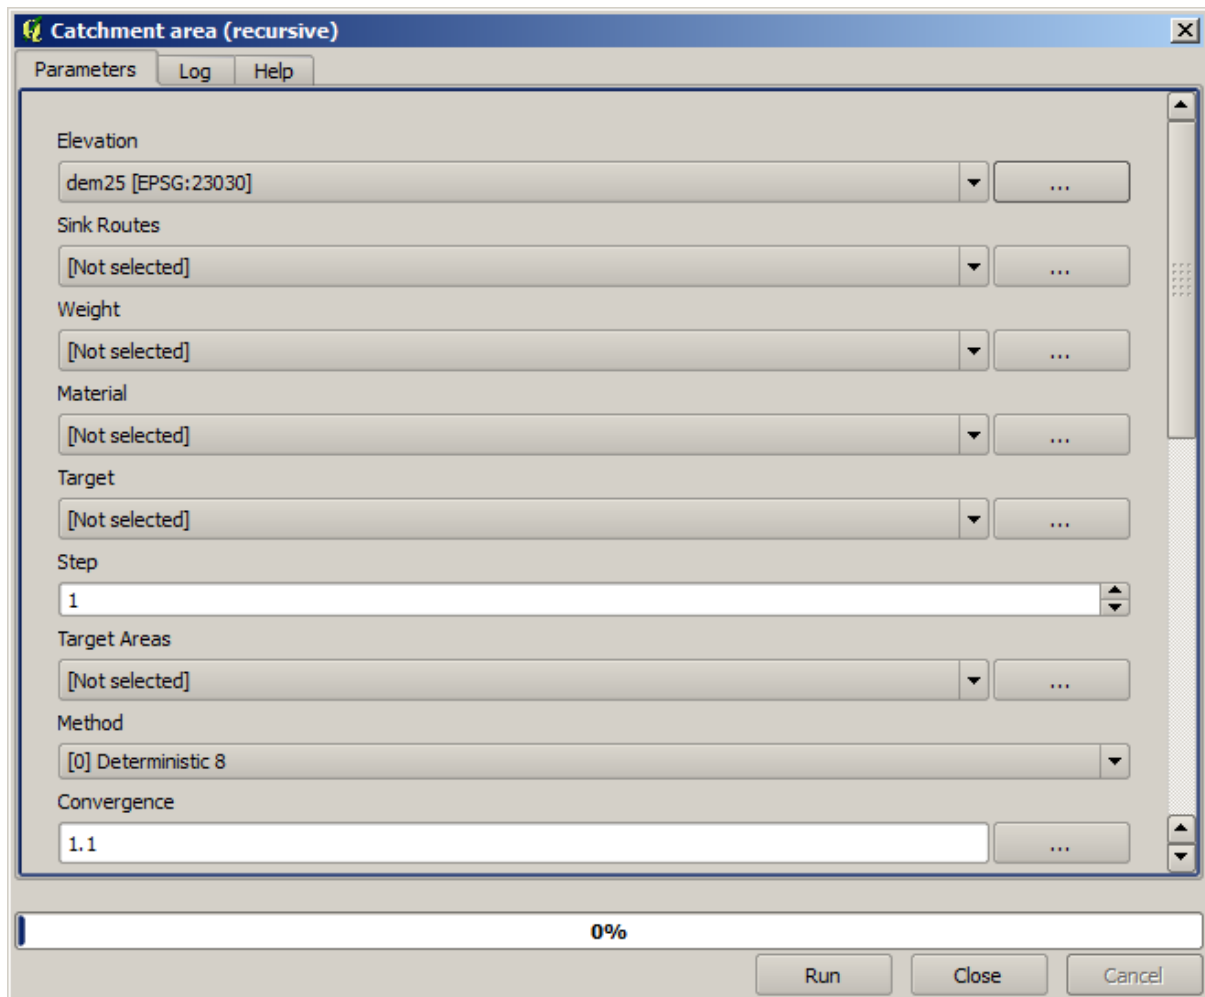 Catchment area (recursive)
Parameters Log Help
Elevation
dem25 [EPSG:23030] ...
Sink Routes
[Not selected] ...
Weight
[Not selected] ...
Material
[Not selected] ...
Target
[Not selected] ...
Step
1
Target Areas
[Not selected] ...
Method
[0] Deterministic 8
Convergence
1.1 ...
0%
Run Close Cancel